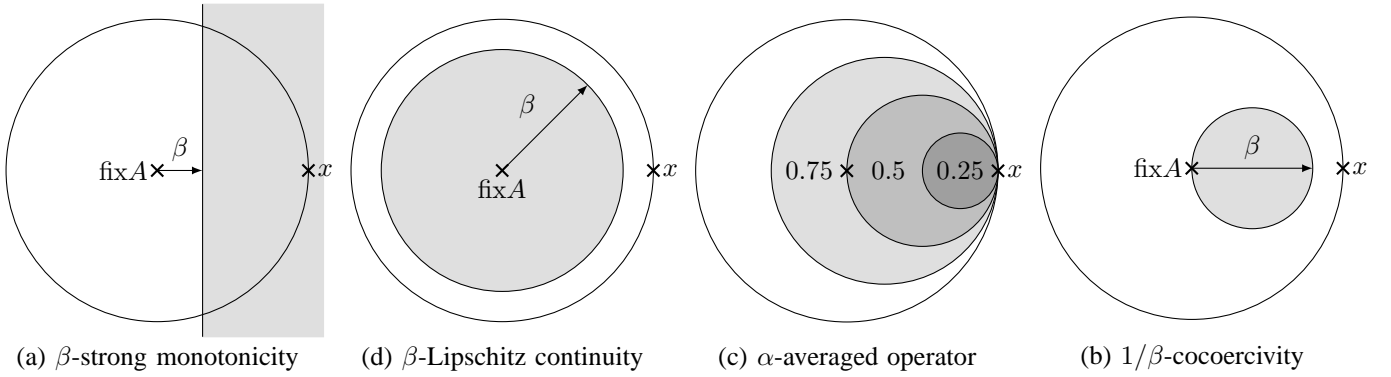 β
fixA
x
(a) β-strong monotonicity
β
fixA
x
(d) β-Lipschitz continuity
0.75
0.5
0.25
x
(c) α-averaged operator
β
fixA
x
(b) 1/β-cocoercivity